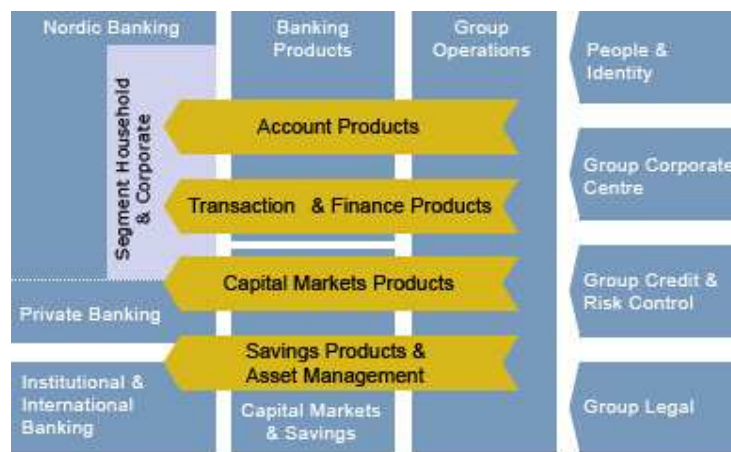 Nordic Banking
Banking
Products
Group
Operations
People &
Identity
Segment Household
& Corporate
Account Products
Group Corporate
Centre
Transaction & Finance Products
Capital Markets Products
Group Credit &
Risk Control
Private Banking
Savings Products &
Asset Management
Institutional &
International
Banking
Capital Markets
& Savings
Group Legal